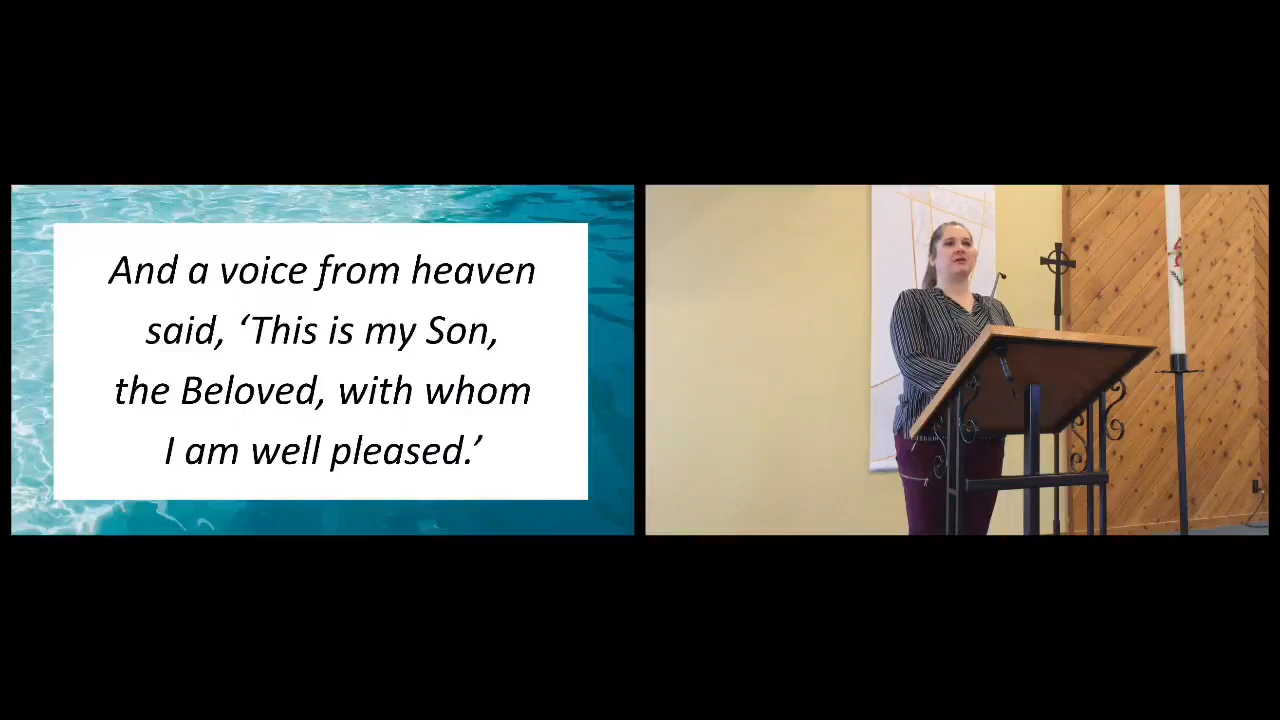 And a voice from heaven
said, ‘This is my Son,
the Beloved, with whom
I am well pleased.’